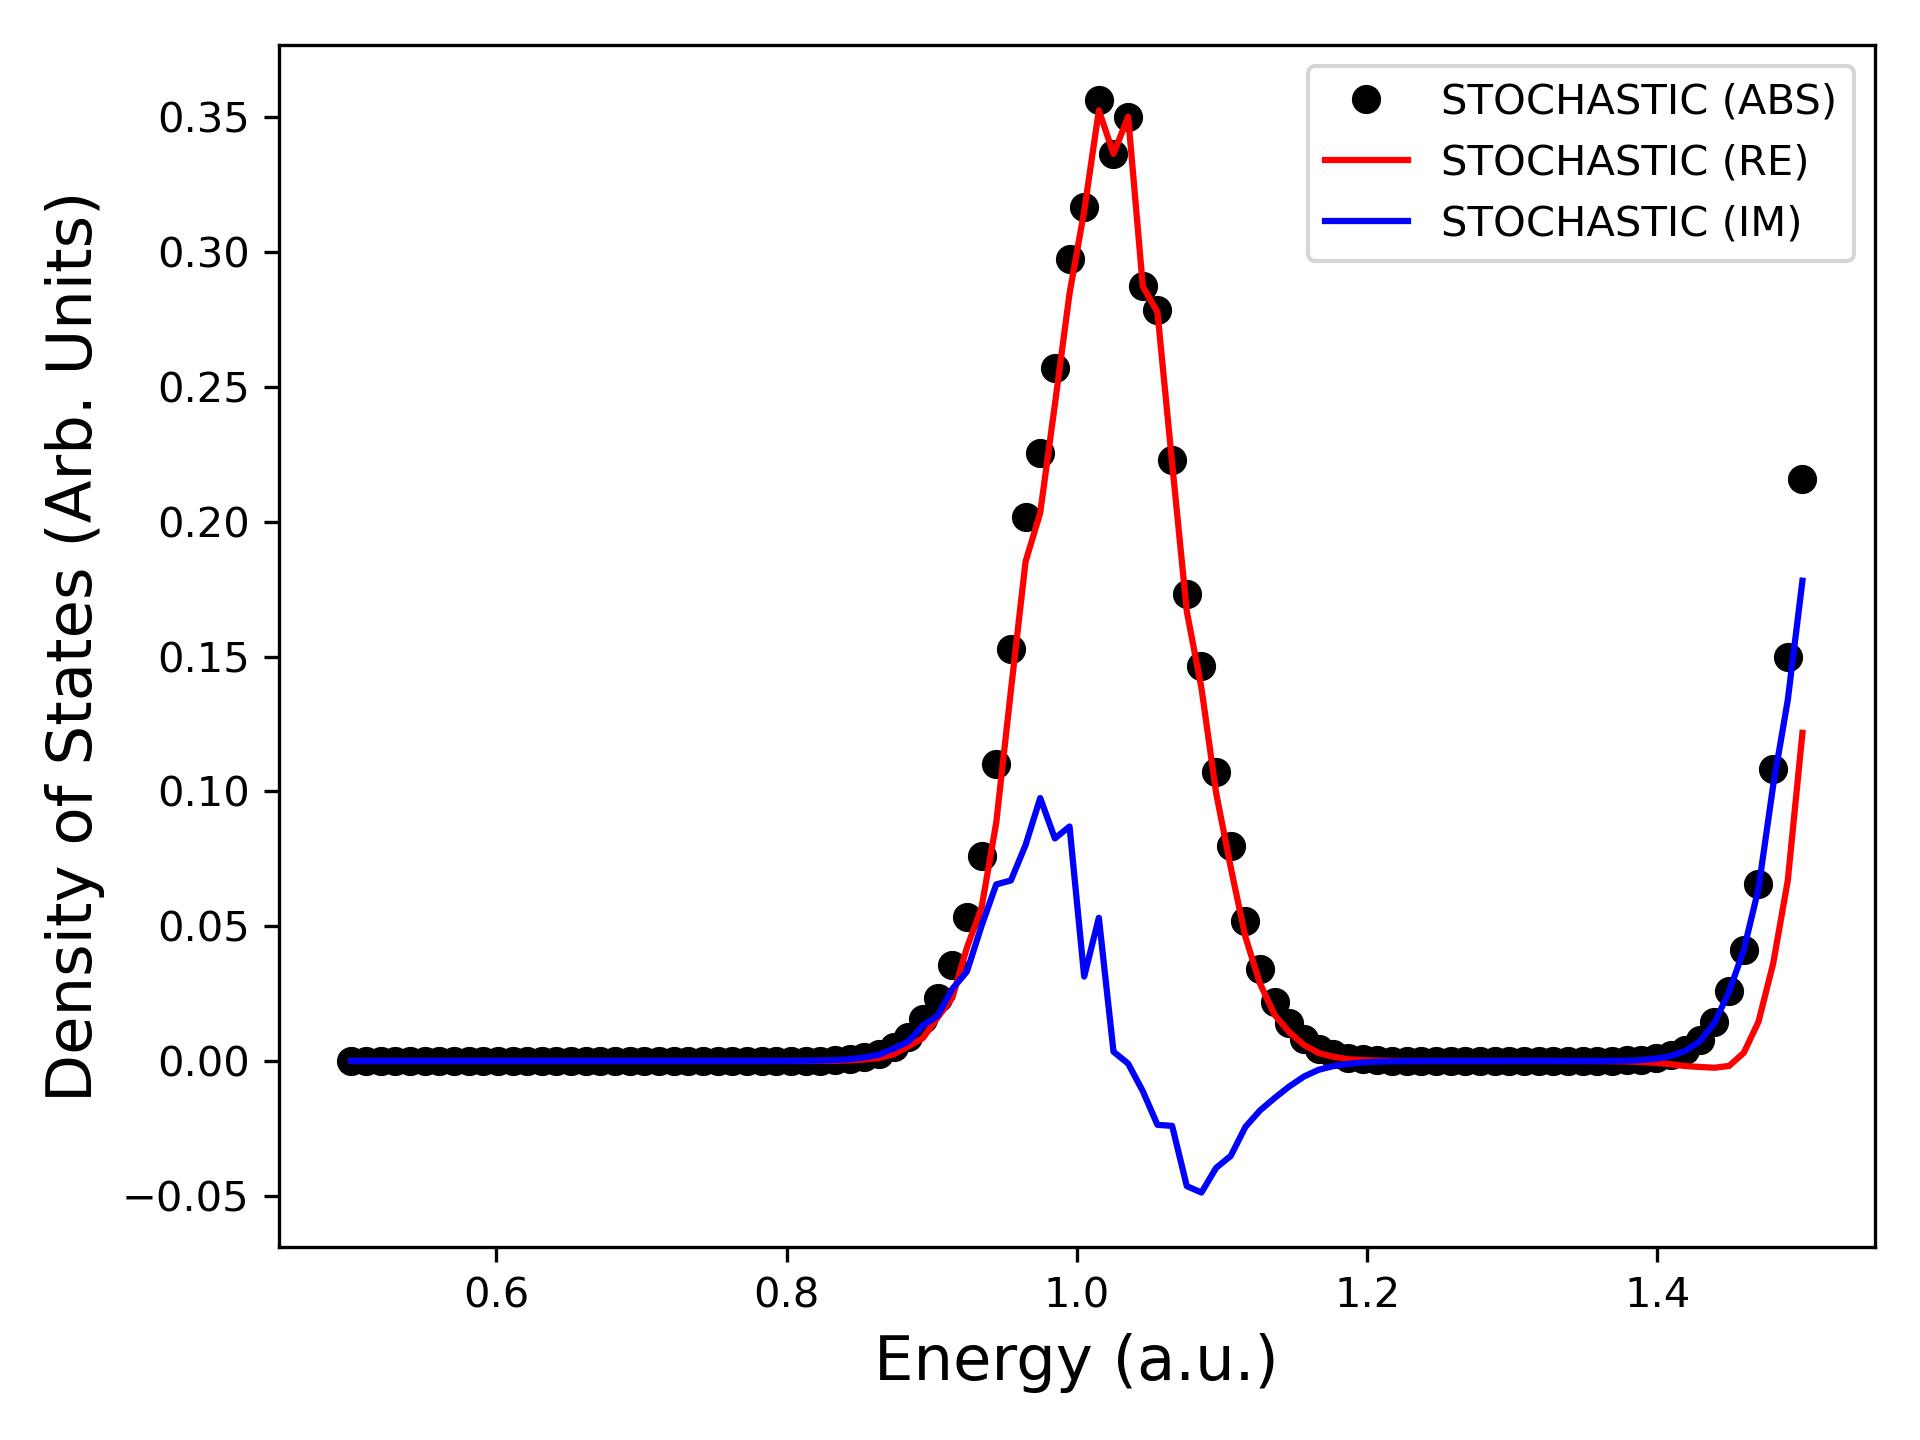 STOCHASTIC (ABS)
STOCHASTIC (RE)
STOCHASTIC (IM)
Density of States (Arb. Units)
0.35
0.30
0.25
0.20
0.15
0.10
0.05
0.00
−0.05
0.6 0.8 1.0 1.2 1.4
Energy (a.u.)